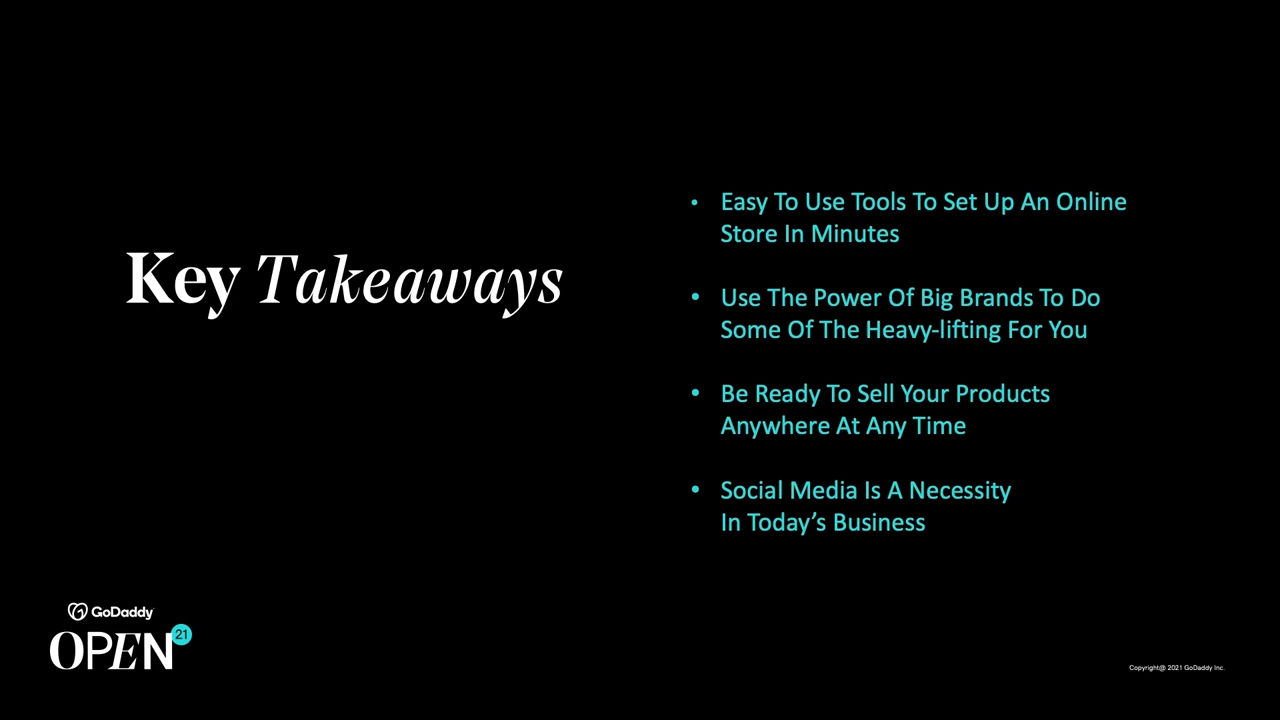 Key Takeaways
• Easy To Use Tools To Set Up An Online
Store In Minutes
• Use The Power Of Big Brands To Do
Some Of The Heavy-lifting For You
• Be Ready To Sell Your Products
Anywhere At Any Time
• Social Media Is A Necessity
In Today’s Business
GoDaddy
OPEN 21
Copyright@ 2021 GoDaddy Inc.